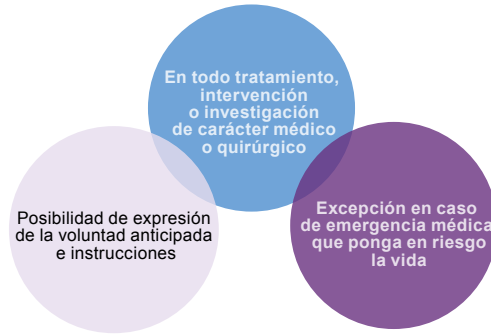 En todo tratamiento,
intervención
o investigación
de carácter médico
o quirúrgico
Posibilidad de expresión
de la voluntad anticipada
e instrucciones
Excepción en caso
de emergencia médica
que ponga en riesgo
la vida